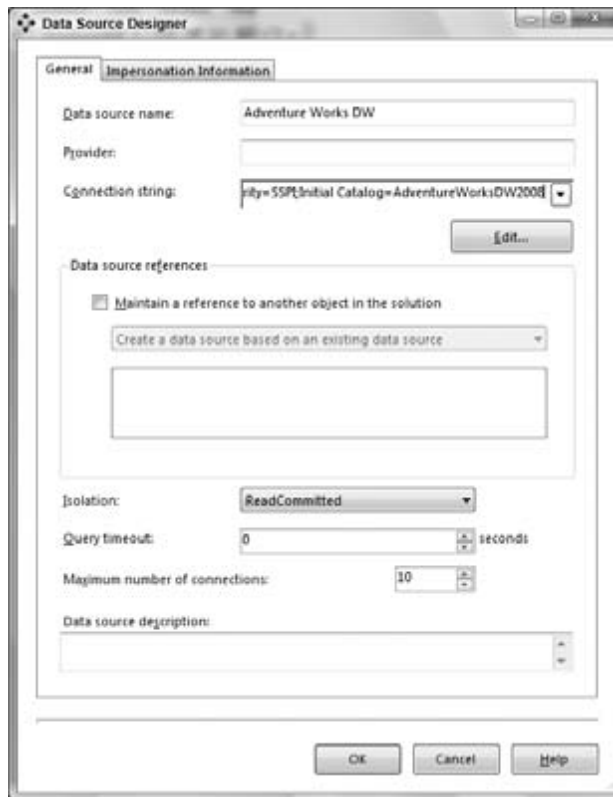 Data Source Designer
General
Impersonation Information
Data source name:
Adventure Works DW
Provider:
Connection string:
rity=SSPI;Initial Catalog=AdventureWorksDW2008
Edit...
Data source references
Maintain a reference to another object in the solution
Create a data source based on an existing data source
Isolation:
ReadCommitted
Query timeout:
0
seconds
Maximum number of connections:
10
Data source description:
OK
Cancel
Help